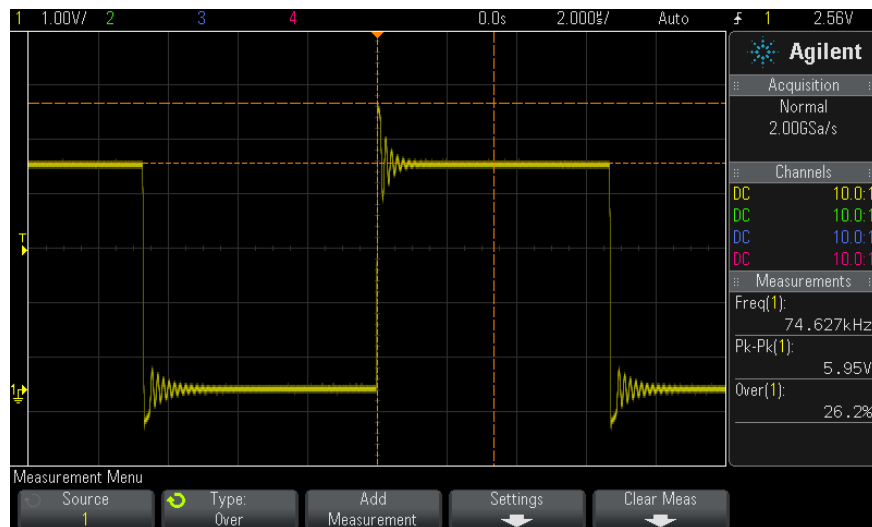 1 1.00V/ 2 3 4 0.0s 2.000µs/ Auto 1 2.56V
Agilent
Acquisition
Normal
2.00GSa/s
Channels
DC 10.0:1
DC 10.0:1
DC 10.0:1
DC 10.0:1
Measurements
Freq(1):
74.627kHz
Pk-Pk(1):
5.95V
Over(1):
26.2%
T
1
Measurement Menu
Source
1
Type:
Over
Add
Measurement
Settings
Clear Meas